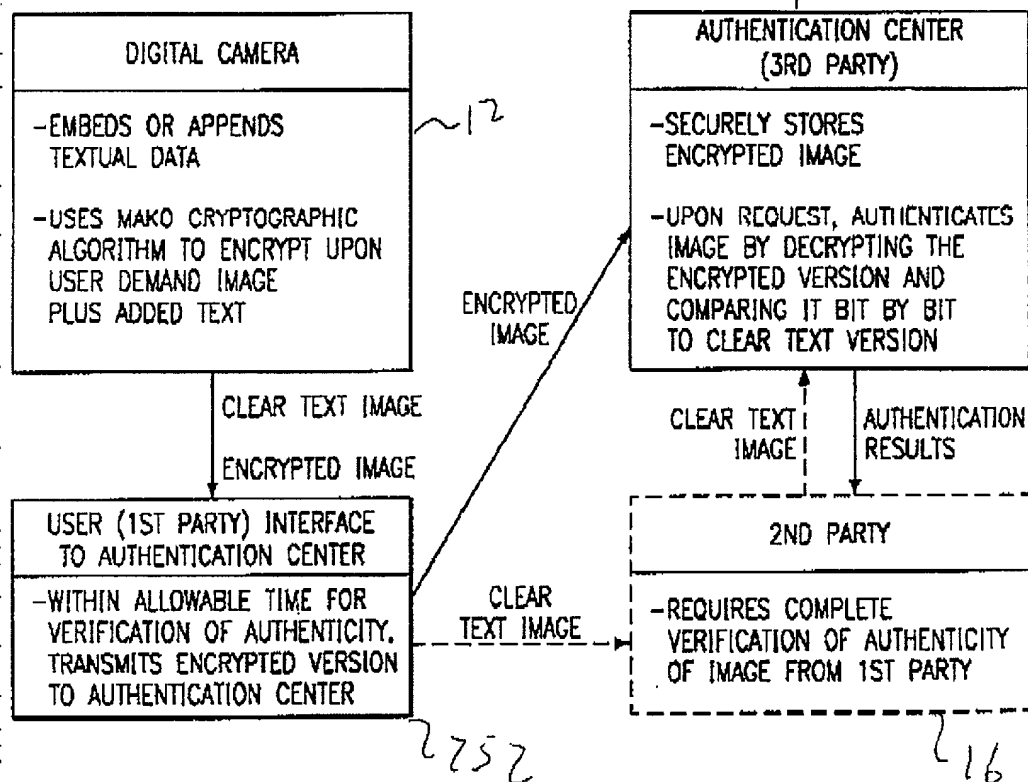 DIGITAL CAMERA
-EMBEDS OR APPENDS
TEXTUAL DATA
-USES MAKO CRYPTOGRAPHIC
ALGORITHM TO ENCRYPT UPON
USER DEMAND IMAGE
PLUS ADDED TEXT
12
AUTHENTICATION CENTER
(3RD PARTY)
-SECURELY STORES
ENCRYPTED IMAGE
-UPON REQUEST, AUTHENTICATES
IMAGE BY DECRYPTING THE
ENCRYPTED VERSION AND
COMPARING IT BIT BY BIT
TO CLEAR TEXT VERSION
ENCRYPTED
IMAGE
CLEAR TEXT IMAGE
ENCRYPTED IMAGE
CLEAR TEXT
IMAGE
AUTHENTICATION
RESULTS
USER (1ST PARTY) INTERFACE
TO AUTHENTICATION CENTER
-WITHIN ALLOWABLE TIME FOR
VERIFICATION OF AUTHENTICITY.
TRANSMITS ENCRYPTED VERSION
TO AUTHENTICATION CENTER
CLEAR
TEXT IMAGE
2ND PARTY
-REQUIRES COMPLETE
VERIFICATION OF AUTHENTICITY
OF IMAGE FROM 1ST PARTY
252
16